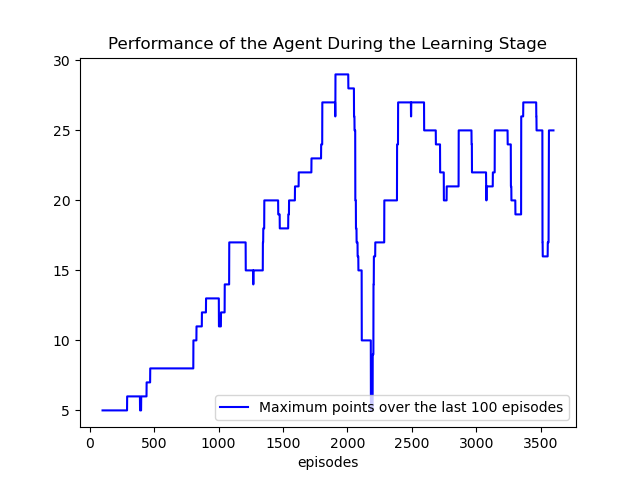 Performance of the Agent During the Learning Stage
30
25
20
15
10
5
Maximum points over the last 100 episodes
0 500 1000 1500 2000 2500 3000 3500
episodes